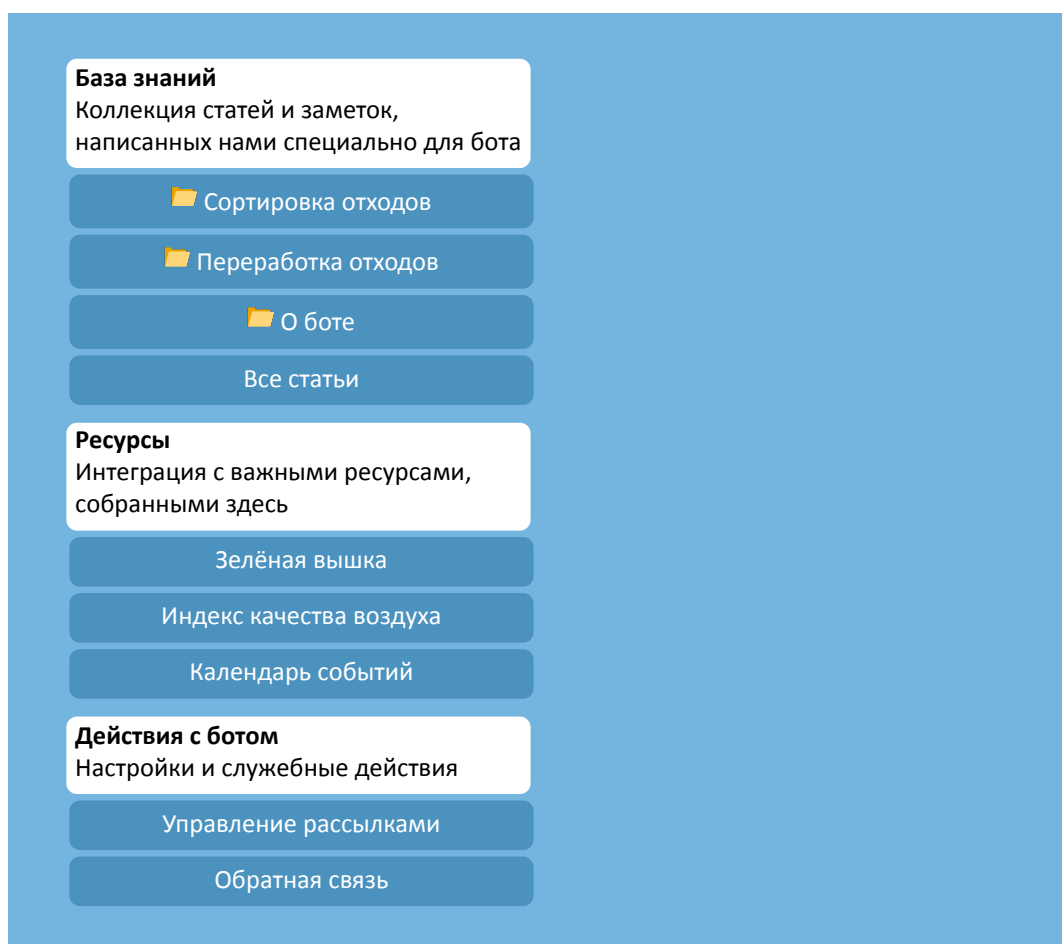 База знаний
Коллекция статей и заметок,
написанных нами специально для бота
Сортировка отходов
Переработка отходов
О боте
Все статьи
Ресурсы
Интеграция с важными ресурсами,
собранными здесь
Зелёная вышка
Индекс качества воздуха
Календарь событий
Действия с ботом
Настройки и служебные действия
Управление рассылками
Обратная связь